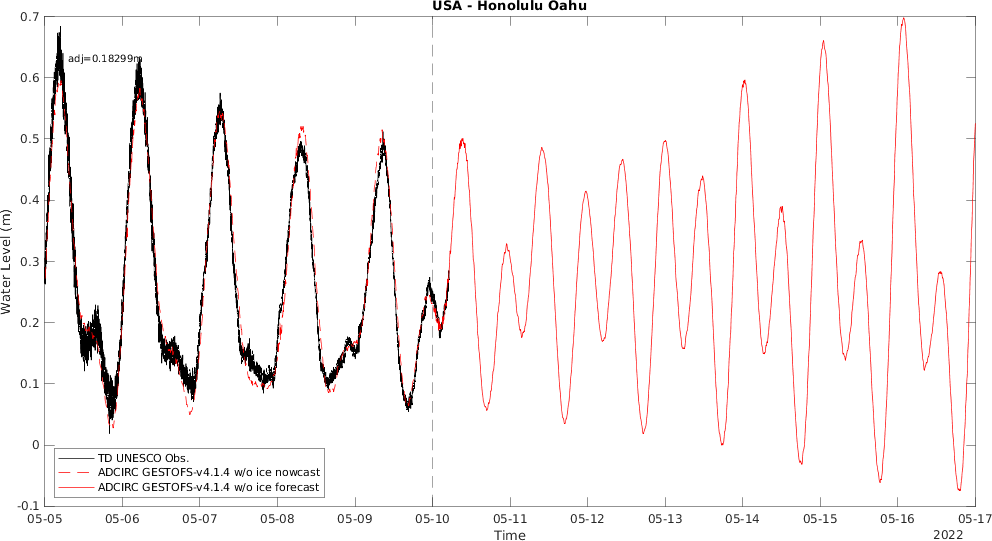 USA - Honolulu Oahu
adj=0.18299m
0.7
0.6
0.5
0.4
0.3
0.2
0.1
0
-0.1
Water Level (m)
TD UNESCO Obs.
ADCIRC GESTOFS-v4.1.4 w/o ice nowcast
ADCIRC GESTOFS-v4.1.4 w/o ice forecast
05-05 05-06 05-07 05-08 05-09 05-10 05-11 05-12 05-13 05-14 05-15 05-16 05-17
Time
2022